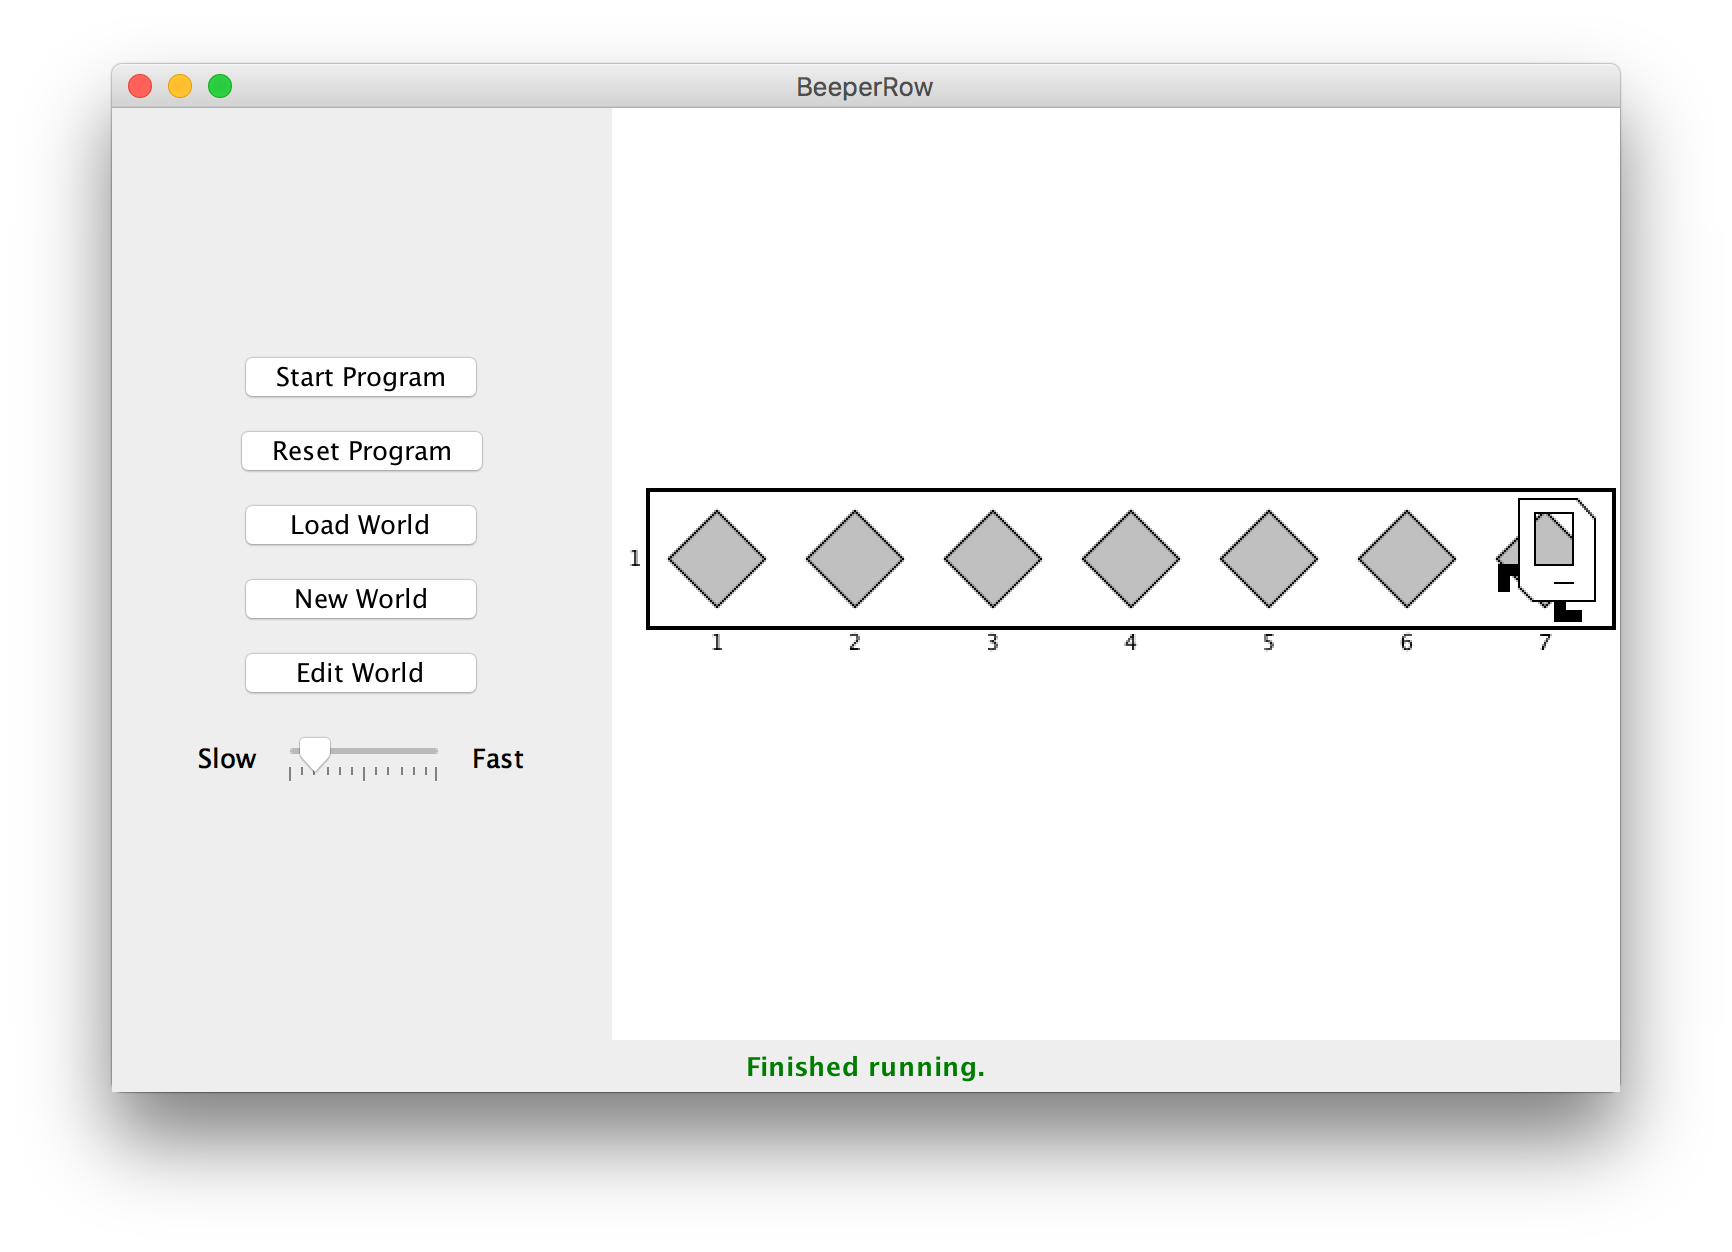 BeeperRow
Start Program
Reset Program
Load World
New World
Edit World
Slow Fast
1
1 2 3 4 5 6 7
Finished running.